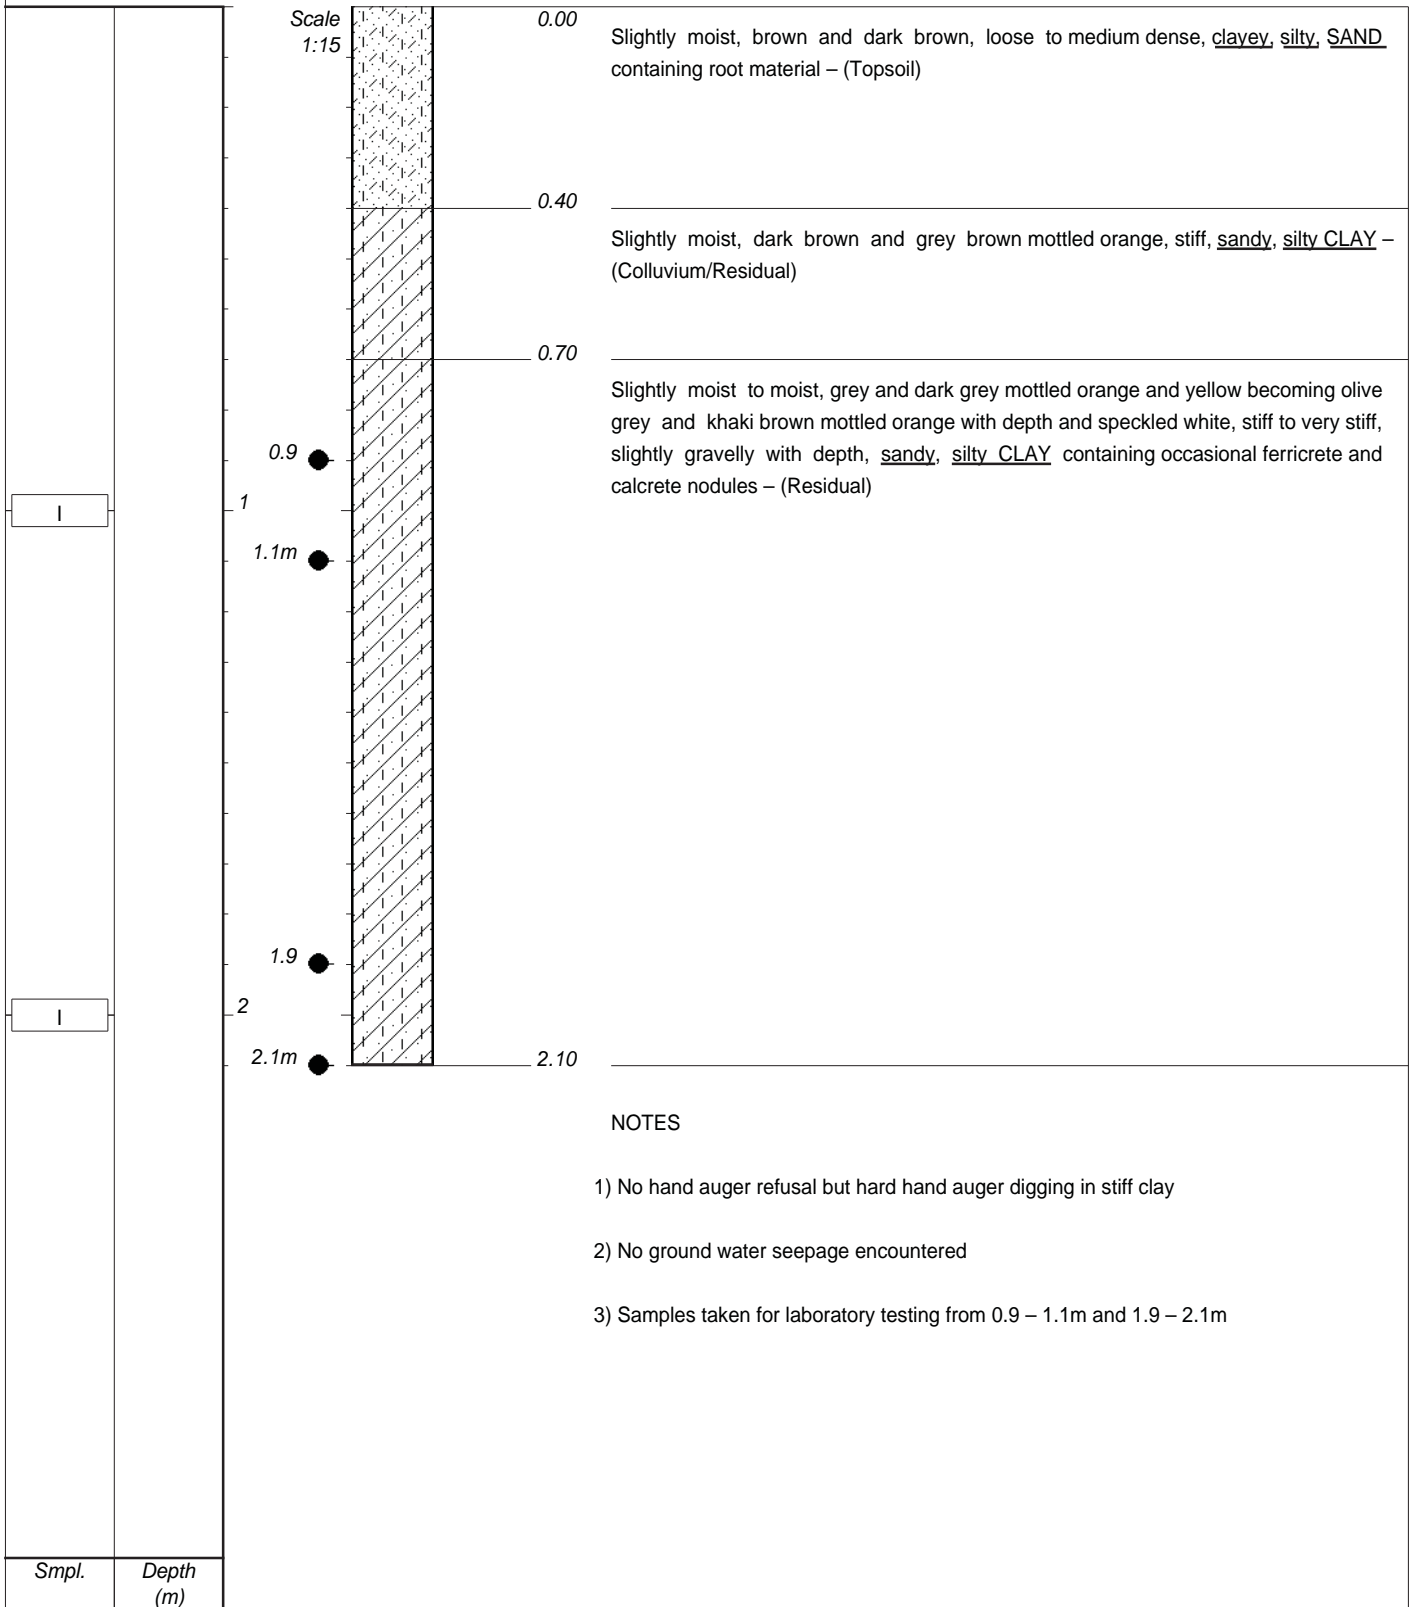 Scale
1:15
0.00
Slightly moist, brown and dark brown, loose to medium dense, clayey, silty, SAND
containing root material – (Topsoil)
0.40
Slightly moist, dark brown and grey brown mottled orange, stiff, sandy, silty CLAY –
(Colluvium/Residual)
0.70
Slightly moist to moist, grey and dark grey mottled orange and yellow becoming olive
grey and khaki brown mottled orange with depth and speckled white, stiff to very stiff,
slightly gravelly with depth, sandy, silty CLAY containing occasional ferricrete and
calcrete nodules – (Residual)
0.9
I
1
1.1m
1.9
I
2
2.1m
2.10
NOTES
1) No hand auger refusal but hard hand auger digging in stiff clay
2) No ground water seepage encountered
3) Samples taken for laboratory testing from 0.9 – 1.1m and 1.9 – 2.1m
Smpl.
Depth
(m)